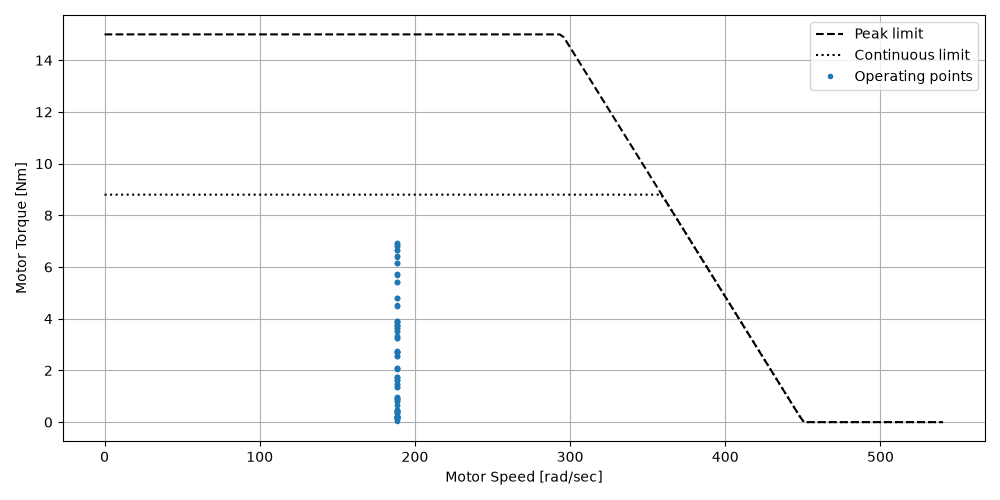 Peak limit
Continuous limit
Operating points
14
12
10
8
6
4
2
0
Motor Torque [Nm]
0 100 200 300 400 500
Motor Speed [rad/sec]